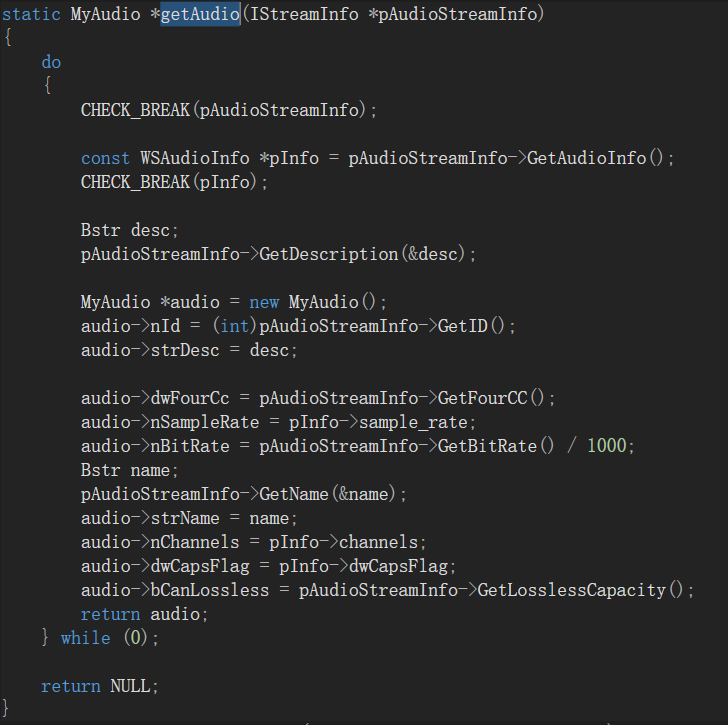 static MyAudio *getAudio(IStreamInfo *pAudioStreamInfo)
{
    do
    {
        CHECK_BREAK(pAudioStreamInfo);

        const WSAudioInfo *pInfo = pAudioStreamInfo->GetAudioInfo();
        CHECK_BREAK(pInfo);

        Bstr desc;
        pAudioStreamInfo->GetDescription(&desc);

        MyAudio *audio = new MyAudio();
        audio->nId = (int)pAudioStreamInfo->GetID();
        audio->strDesc = desc;

        audio->dwFourCc = pAudioStreamInfo->GetFourCC();
        audio->nSampleRate = pInfo->sample_rate;
        audio->nBitRate = pAudioStreamInfo->GetBitRate() / 1000;
        Bstr name;
        pAudioStreamInfo->GetName(&name);
        audio->strName = name;
        audio->nChannels = pInfo->channels;
        audio->dwCapsFlag = pInfo->dwCapsFlag;
        audio->bCanLossless = pAudioStreamInfo->GetLosslessCapacity();
        return audio;
    } while (0);

    return NULL;
}